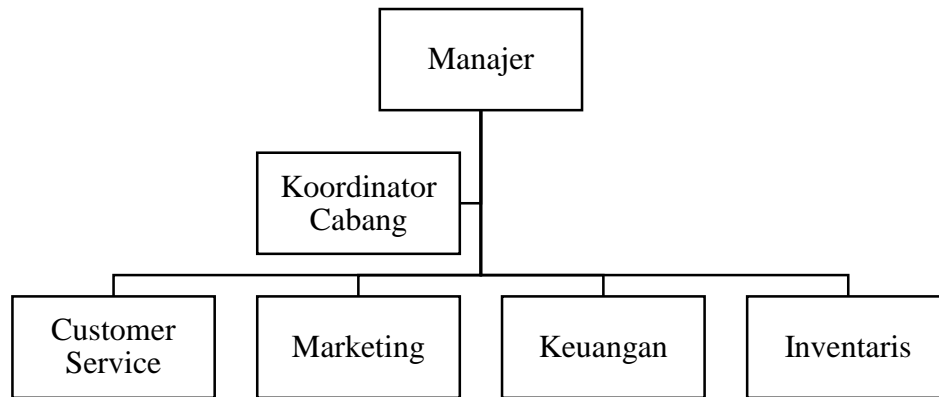 Manajer
Koordinator
Cabang
Customer
Service
Marketing
Keuangan
Inventaris